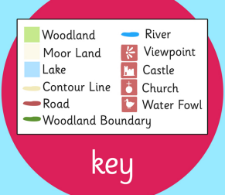 Woodland
Moor Land
Lake
Contour Line
Road
Woodland Boundary
River
Viewpoint
Castle
Church
Water Fowl
key